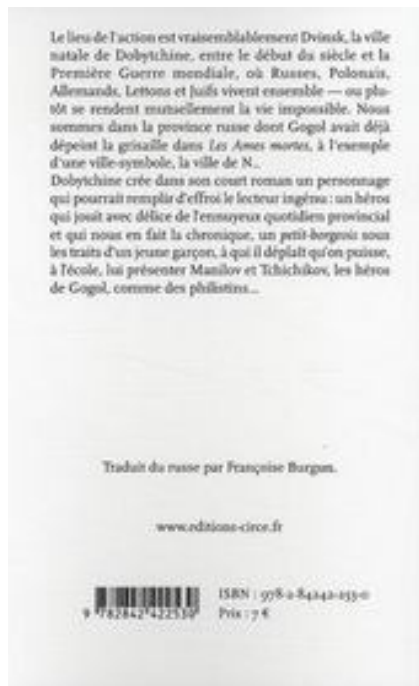 Le lieu de l'action est vraisemblablement Dvinsk, la ville
natale de Dobytchine, entre le début du siècle et la
Première Guerre mondiale, où Russes, Polonais,
Allemands, Lettons et Juifs vivent ensemble — ou plu-
tôt se rendent mutuellement la vie impossible. Nous
sommes dans la province russe dont Gogol avait déjà
dépeint la grisaille dans Les Ames mortes, à l'exemple
d'une ville-symbole, la ville de N..
Dobytchine crée dans son court roman un personnage
qui pourrait remplir d'effroi le lecteur ingénu : un héros
qui jouit avec délice de l'ennuyeux quotidien provincial
et qui nous en fait la chronique, un petit-borgeois sous
les traits d'un jeune garçon, à qui il déplaît qu'on puisse,
à l'école, lui présenter Manilov et Tchichikov, les héros
de Gogol, comme des philistins...
Traduit du russe par Françoise Burgun.
www.editions-circe.fr
ISBN : 978-2-84242-253-0
9 782842 422530 Prix : 7 €